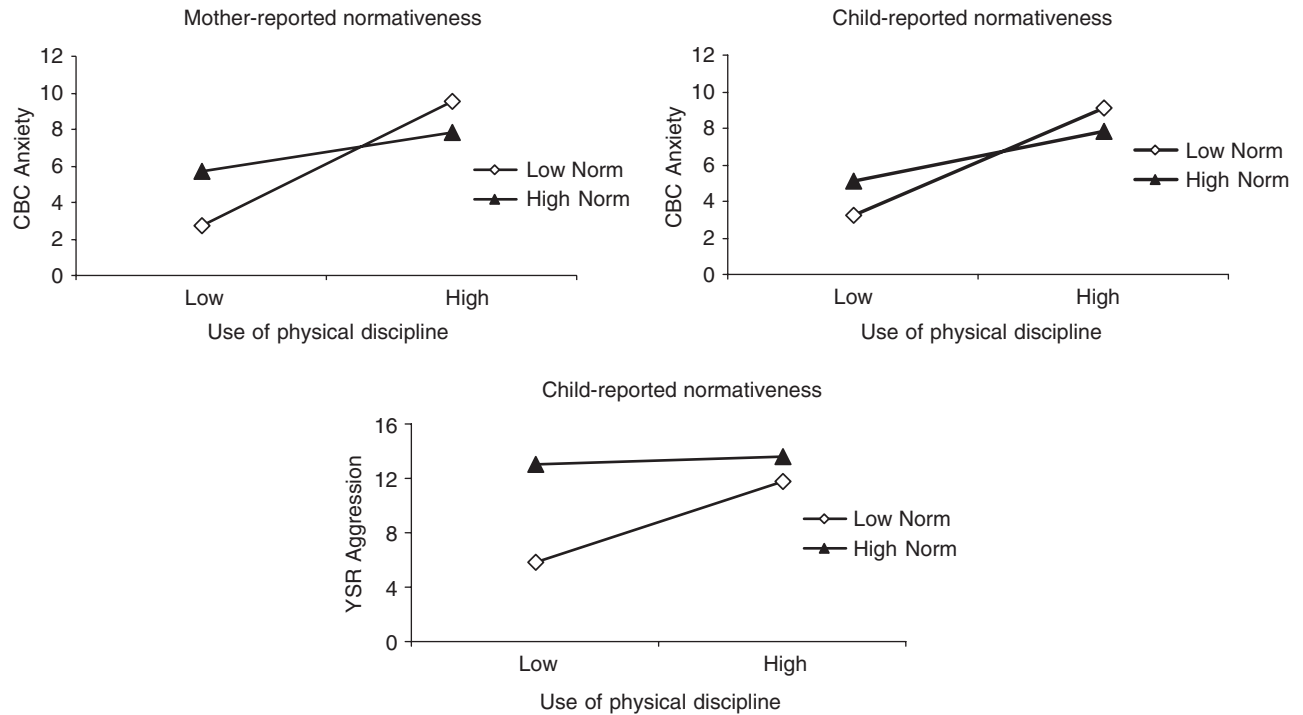 Mother-reported normativeness
12
10
8
6
4
2
0
CBC Anxiety
Low
High
Use of physical discipline
Low Norm
High Norm
Child-reported normativeness
12
10
8
6
4
2
0
CBC Anxiety
Low
High
Use of physical discipline
Low Norm
High Norm
Child-reported normativeness
16
12
8
4
0
YSR Aggression
Low
High
Use of physical discipline
Low Norm
High Norm